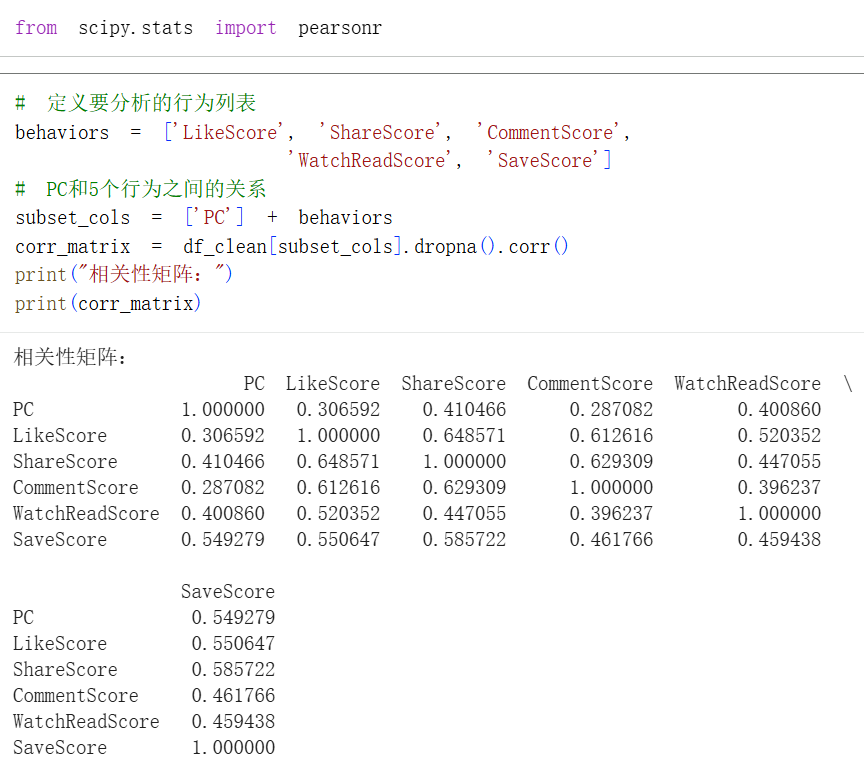 from scipy.stats import pearsonr
# 定义要分析的行为列表
behaviors = ['LikeScore', 'ShareScore', 'CommentScore',
'WatchReadScore', 'SaveScore']
# PC和5个行为之间的关系
subset_cols = ['PC'] + behaviors
corr_matrix = df_clean[subset_cols].dropna().corr()
print("相关性矩阵：")
print(corr_matrix)
相关性矩阵：
PC LikeScore ShareScore CommentScore WatchReadScore \
PC 1.000000 0.306592 0.410466 0.287082 0.400860
LikeScore 0.306592 1.000000 0.648571 0.612616 0.520352
ShareScore 0.410466 0.648571 1.000000 0.629309 0.447055
CommentScore 0.287082 0.612616 0.629309 1.000000 0.396237
WatchReadScore 0.400860 0.520352 0.447055 0.396237 1.000000
SaveScore 0.549279 0.550647 0.585722 0.461766 0.459438
SaveScore
PC 0.549279
LikeScore 0.550647
ShareScore 0.585722
CommentScore 0.461766
WatchReadScore 0.459438
SaveScore 1.000000